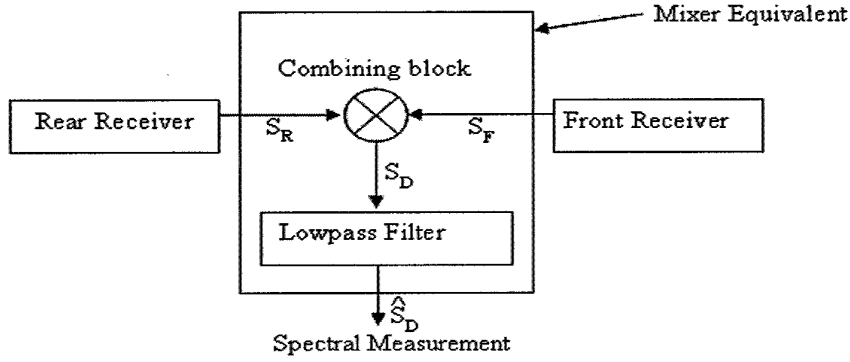 Mixer Equivalent
Combining block
Rear Receiver
Front Receiver
S_R
S_F
S_D
Lowpass Filter
Ŝ_D
Spectral Measurement